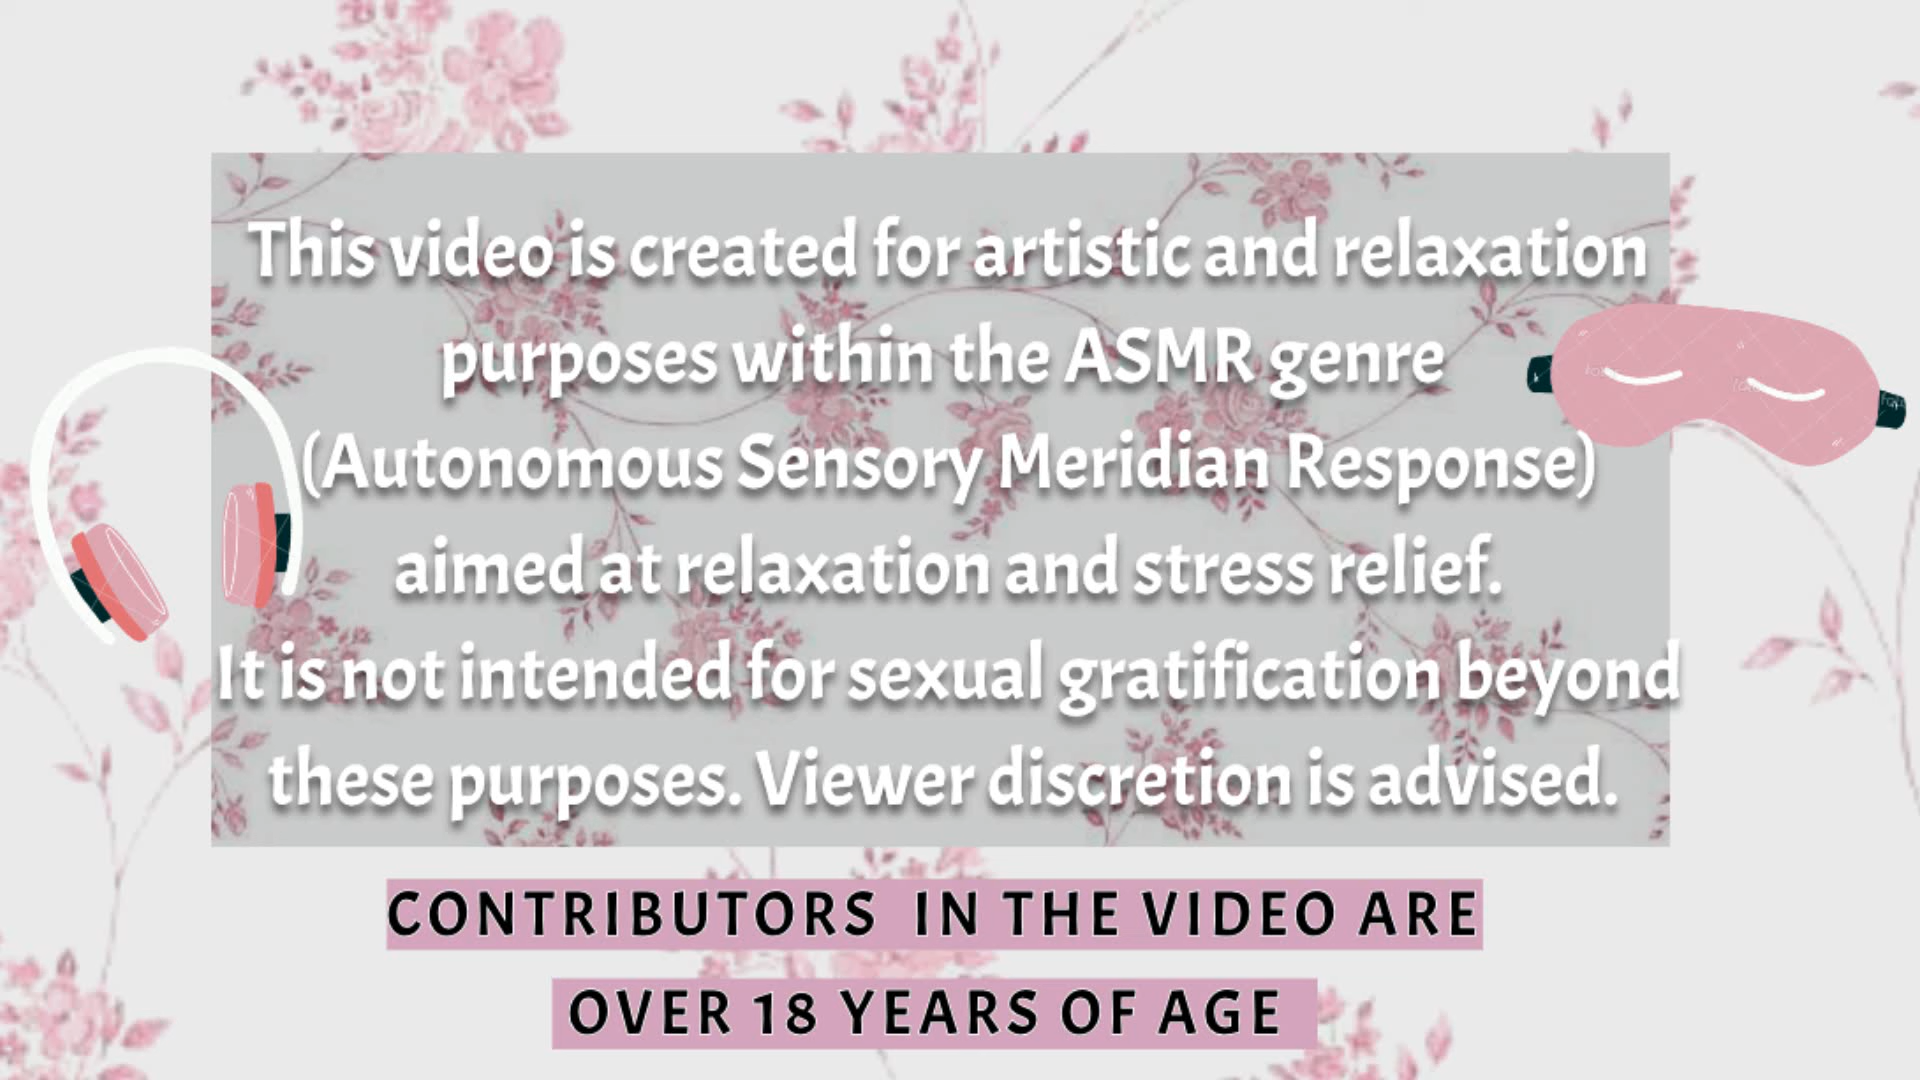 This video is created for artistic and relaxation
purposes within the ASMR genre
(Autonomous Sensory Meridian Response)
aimed at relaxation and stress relief.
It is not intended for sexual gratification beyond
these purposes. Viewer discretion is advised.
CONTRIBUTORS IN THE VIDEO ARE
OVER 18 YEARS OF AGE